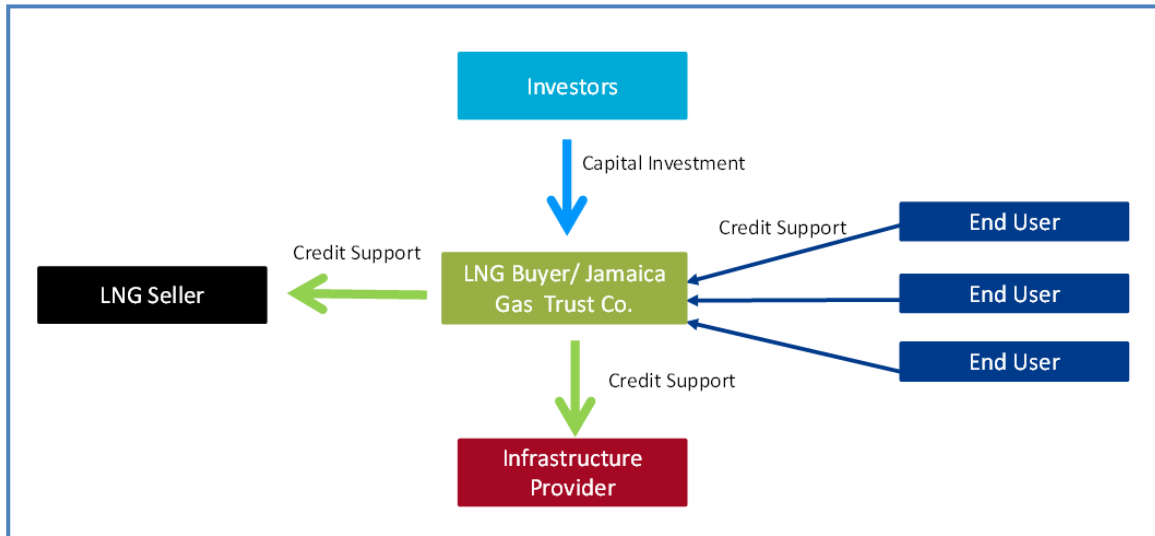 Investors
Capital Investment
Credit Support
End User
Credit Support
LNG Seller
LNG Buyer/ Jamaica
Gas Trust Co.
End User
End User
Credit Support
Infrastructure
Provider